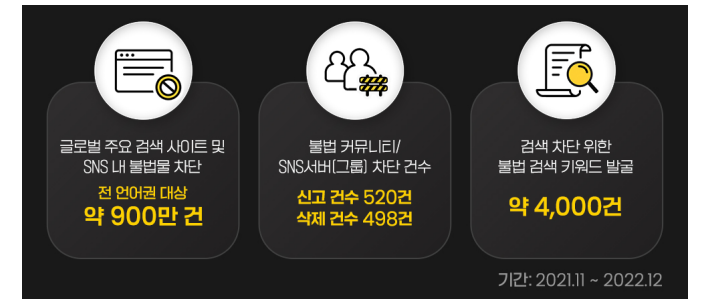 글로벌 주요 검색 사이트 및
SNS 내 불법물 차단
전 언어권 대상
약 900만 건
불법 커뮤니티/
SNS서버(그룹) 차단 건수
신고 건수 520건
삭제 건수 498건
검색 차단 위한
불법 검색 키워드 발굴
약 4,000건
기간: 2021.11 ~ 2022.12